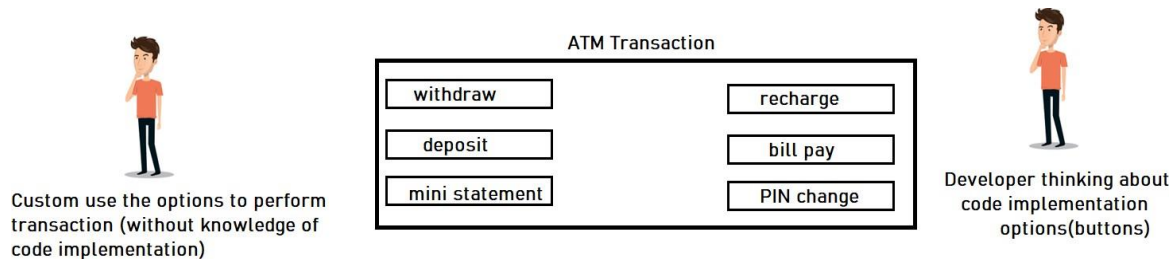 ATM Transaction
withdraw
recharge
deposit
bill pay
mini statement
PIN change
Custom use the options to perform
transaction (without knowledge of
code implementation)
Developer thinking about
code implementation
options(buttons)